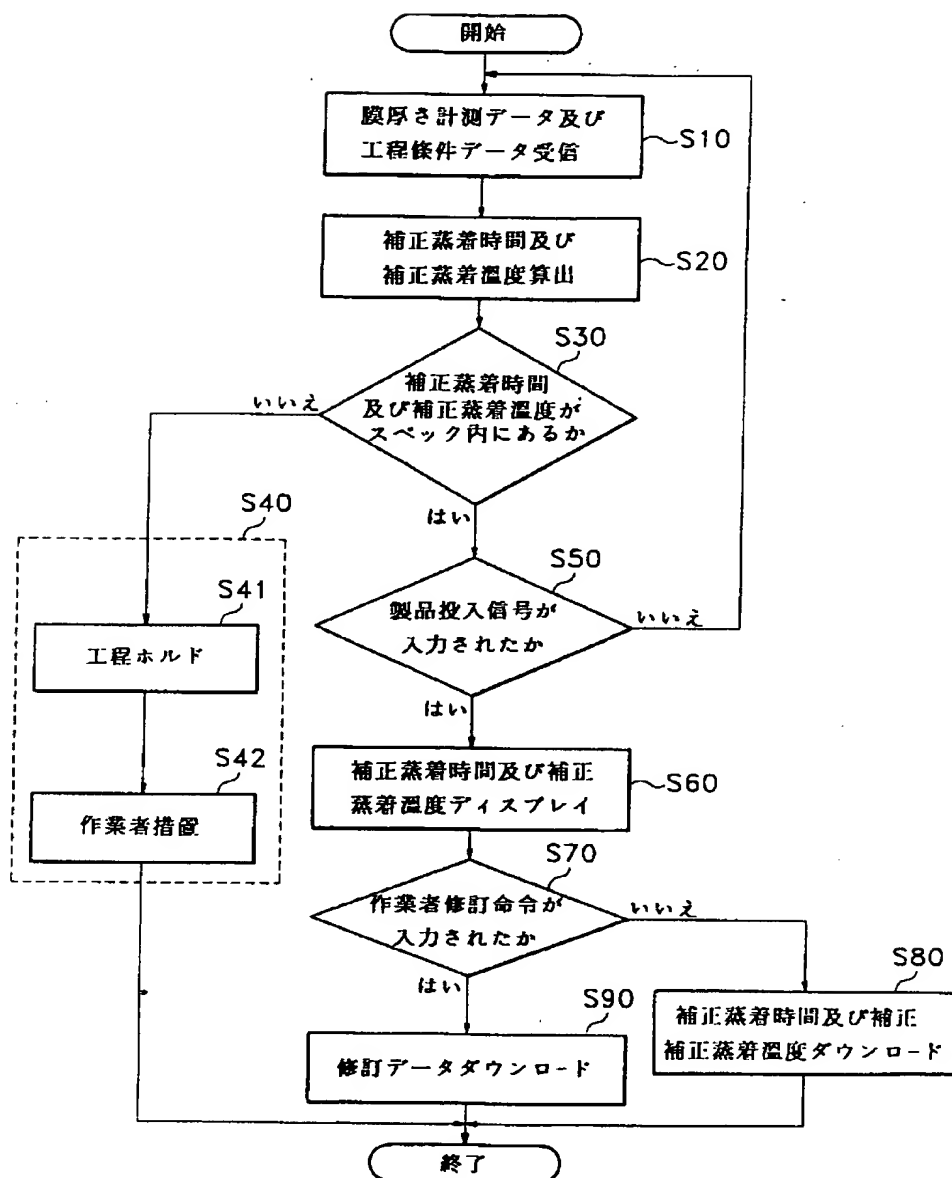 開始
膜厚さ計測データ及び
工程條件データ受信
S10
補正蒸着時間及び
補正蒸着溫度算出
S20
S30
補正蒸着時間
及び補正蒸着溫度が
スペック内にあるか
いいえ
はい
S40
S41
工程ホルド
S42
作業者措置
S50
製品投入信号が
入力されたか
いいえ
はい
補正蒸着時間及び補正
蒸着溫度ディスプレイ
S60
S70
作業者修訂命令が
入力されたか
いいえ
はい
S80
補正蒸着時間及び補正
補正蒸着溫度ダウンロード
S90
修訂データダウンロード
終了